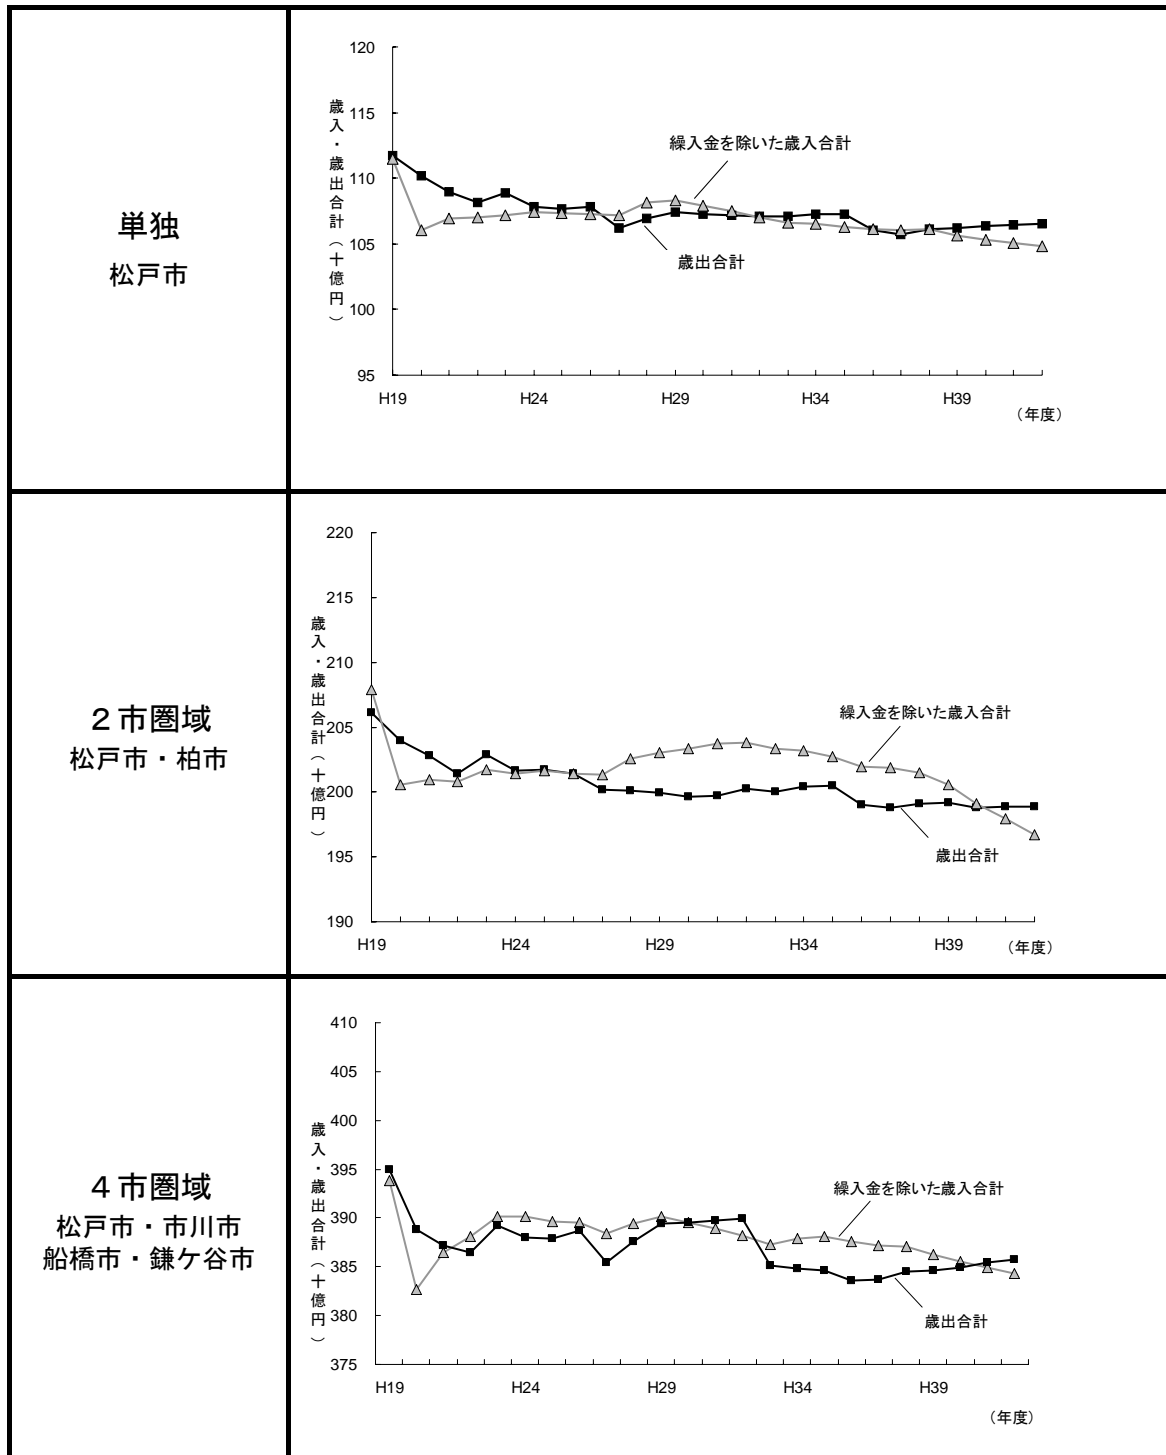 単独
松戸市
歳入・歳出合計（十億円）
120
115
110
105
100
95
繰入金を除いた歳入合計
歳出合計
H19 H24 H29 H34 H39
（年度）
２市圏域
松戸市・柏市
歳入・歳出合計（十億円）
220
215
210
205
200
195
190
繰入金を除いた歳入合計
歳出合計
H19 H24 H29 H34 H39 （年度）
４市圏域
松戸市・市川市
船橋市・鎌ケ谷市
歳入・歳出合計（十億円）
410
405
400
395
390
385
380
375
繰入金を除いた歳入合計
歳出合計
H19 H24 H29 H34 H39
（年度）